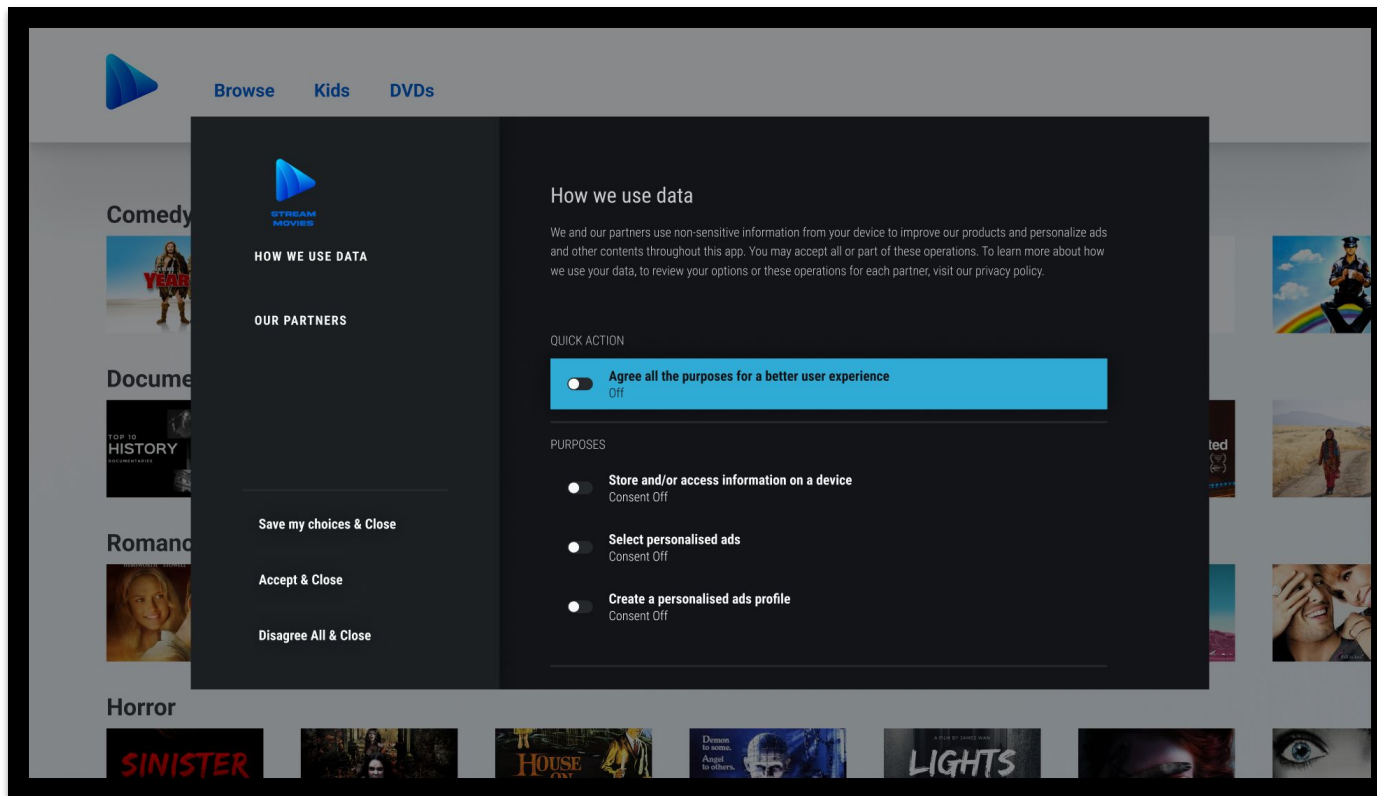 Browse Kids DVDs
STREAM
MOVIES
HOW WE USE DATA
OUR PARTNERS
Save my choices & Close
Accept & Close
Disagree All & Close
How we use data
We and our partners use non-sensitive information from your device to improve our products and personalize ads
and other contents throughout this app. You may accept all or part of these operations. To learn more about how
we use your data, to review your options or these operations for each partner, visit our privacy policy.
QUICK ACTION
Agree all the purposes for a better user experience
Off
PURPOSES
Store and/or access information on a device
Consent Off
Select personalised ads
Consent Off
Create a personalised ads profile
Consent Off
Comedy
YEAR
Docume
TOP 10
HISTORY
DOCUMENTARIES
ted
Romanc
Horror
SINISTER
HOUSE
ON
Demon
to some.
Angel
to others.
A FILM BY JAMES WAN
LIGHTS